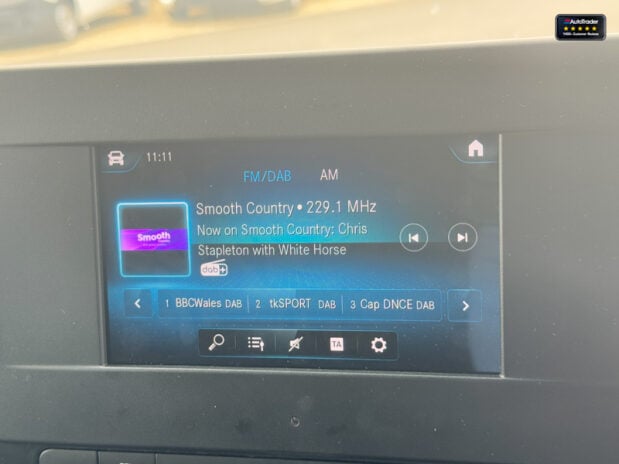 AutoTrader
11:11
FM/DAB AM
Smooth Country • 229.1 MHz
Now on Smooth Country: Chris
Stapleton with White Horse
Smooth
dab+
1 BBCWales DAB 2 tkSPORT DAB 3 Cap DNCE DAB
TA